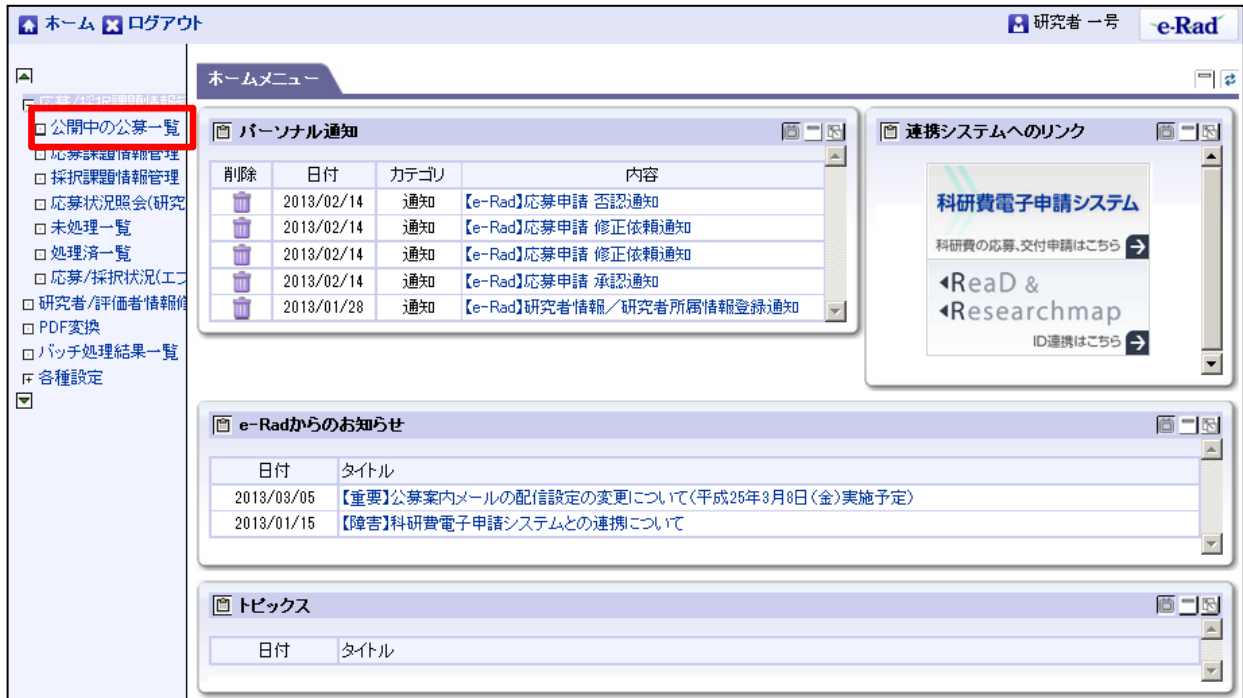 ホーム ログアウト
研究者 一号
e-Rad
応募/採択課題情報管
公開中の公募一覧
応募課題情報管理
採択課題情報管理
応募状況照会(研究
未処理一覧
処理済一覧
応募/採択状況(エフ
研究者/評価者情報修
PDF変換
バッチ処理結果一覧
各種設定
ホームメニュー
パーソナル通知
削除 日付 カテゴリ 内容
2013/02/14 通知 【e-Rad】応募申請 否認通知
2013/02/14 通知 【e-Rad】応募申請 修正依頼通知
2013/02/14 通知 【e-Rad】応募申請 修正依頼通知
2013/02/14 通知 【e-Rad】応募申請 承認通知
2013/01/28 通知 【e-Rad】研究者情報／研究者所属情報登録通知
連携システムへのリンク
科研費電子申請システム
科研費の応募、交付申請はこちら
ReaD &
Researchmap
ID連携はこちら
e-Radからのお知らせ
日付 タイトル
2013/03/05 【重要】公募案内メールの配信設定の変更について(平成25年3月8日(金)実施予定)
2013/01/15 【障害】科研費電子申請システムとの連携について
トピックス
日付 タイトル